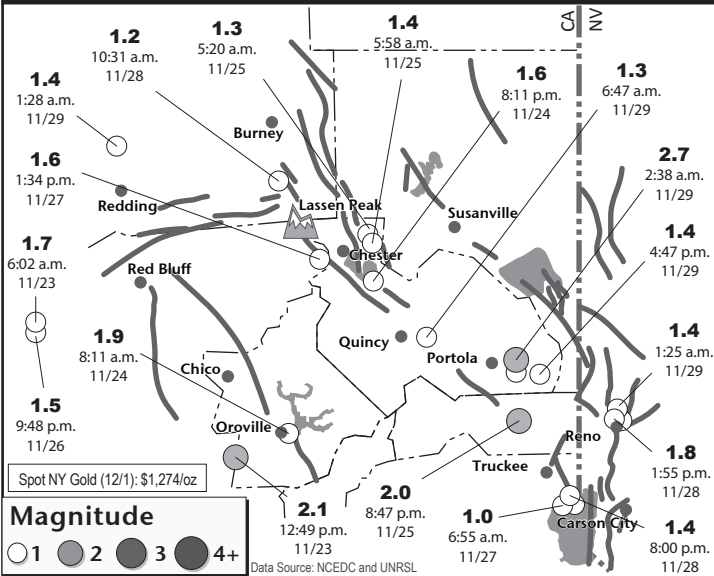 CA
NV
1.2
10:31 a.m.
11/28
1.3
5:20 a.m.
11/25
1.4
5:58 a.m.
11/25
1.6
8:11 p.m.
11/24
1.3
6:47 a.m.
11/29
1.4
1:28 a.m.
11/29
Burney
1.6
1:34 p.m.
11/27
Redding
Lassen Peak
Susanville
2.7
2:38 a.m.
11/29
1.7
6:02 a.m.
11/23
Red Bluff
Chester
1.4
4:47 p.m.
11/29
1.9
8:11 a.m.
11/24
Quincy
Portola
1.4
1:25 a.m.
11/29
Chico
1.5
9:48 p.m.
11/26
Oroville
Reno
1.8
1:55 p.m.
11/28
Truckee
Spot NY Gold (12/1): $1,274/oz
2.1
12:49 p.m.
11/23
2.0
8:47 p.m.
11/25
1.0
6:55 a.m.
11/27
Carson City
1.4
8:00 p.m.
11/28
Magnitude
1 2 3 4+
Data Source: NCEDC and UNRSL